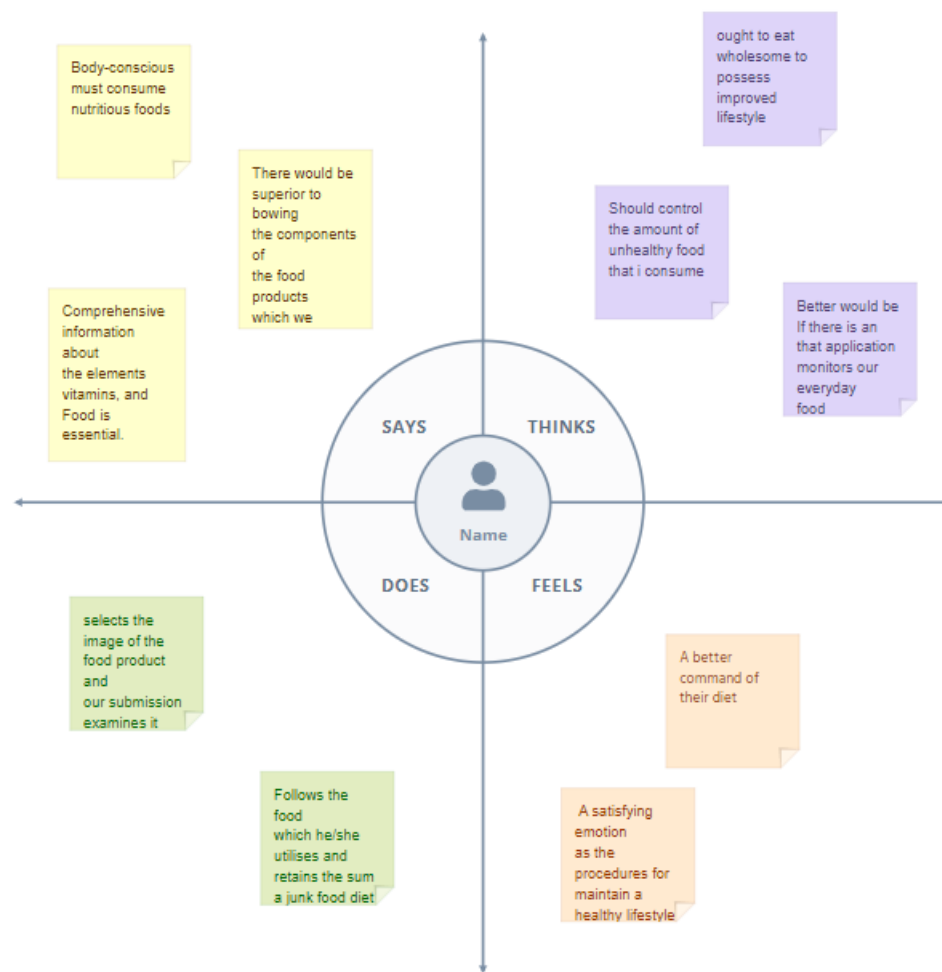 Body-conscious
must consume
nutritious foods
There would be
superior to
bowing
the components
of
the food
products
which we
Comprehensive
information
about
the elements
vitamins, and
Food is
essential.
ought to eat
wholesome to
possess
improved
lifestyle
Should control
the amount of
unhealthy food
that i consume
Better would be
If there is an
that application
monitors our
everyday
food
SAYS
THINKS
Name
DOES
FEELS
selects the
image of the
food product
and
our submission
examines it
Follows the
food
which he/she
utilises and
retains the sum
a junk food diet
A better
command of
their diet
A satisfying
emotion
as the
procedures for
maintain a
healthy lifestyle